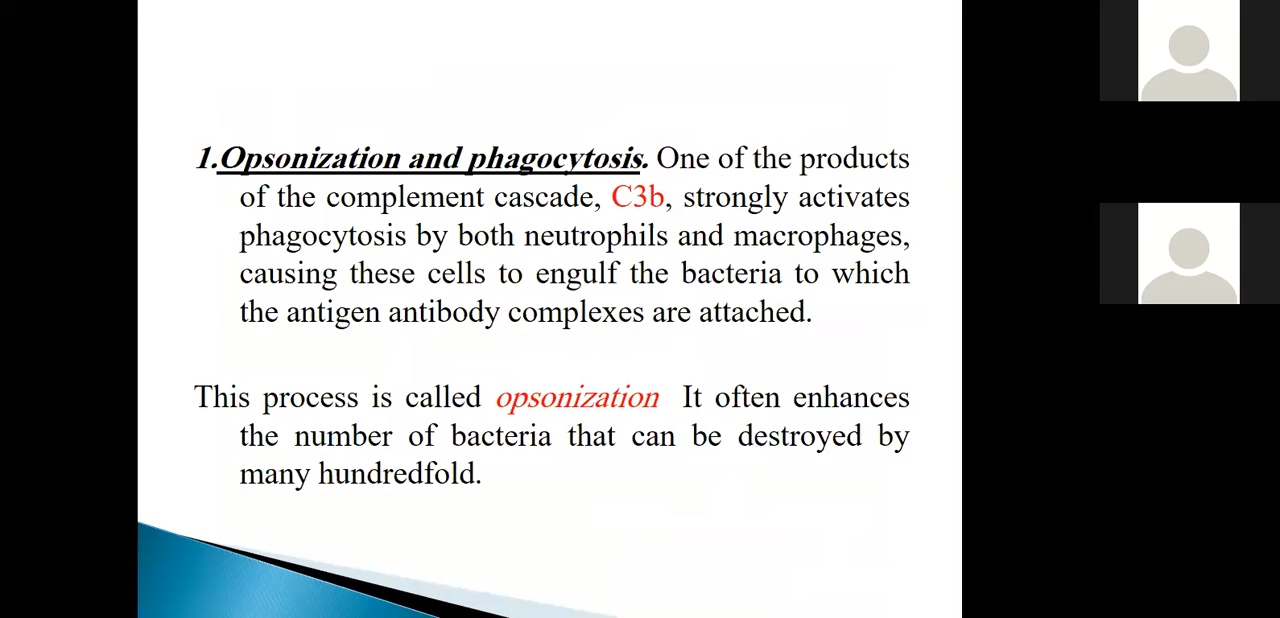 1.Opsonization and phagocytosis. One of the products
of the complement cascade, C3b, strongly activates
phagocytosis by both neutrophils and macrophages,
causing these cells to engulf the bacteria to which
the antigen antibody complexes are attached.
This process is called opsonization It often enhances
the number of bacteria that can be destroyed by
many hundredfold.